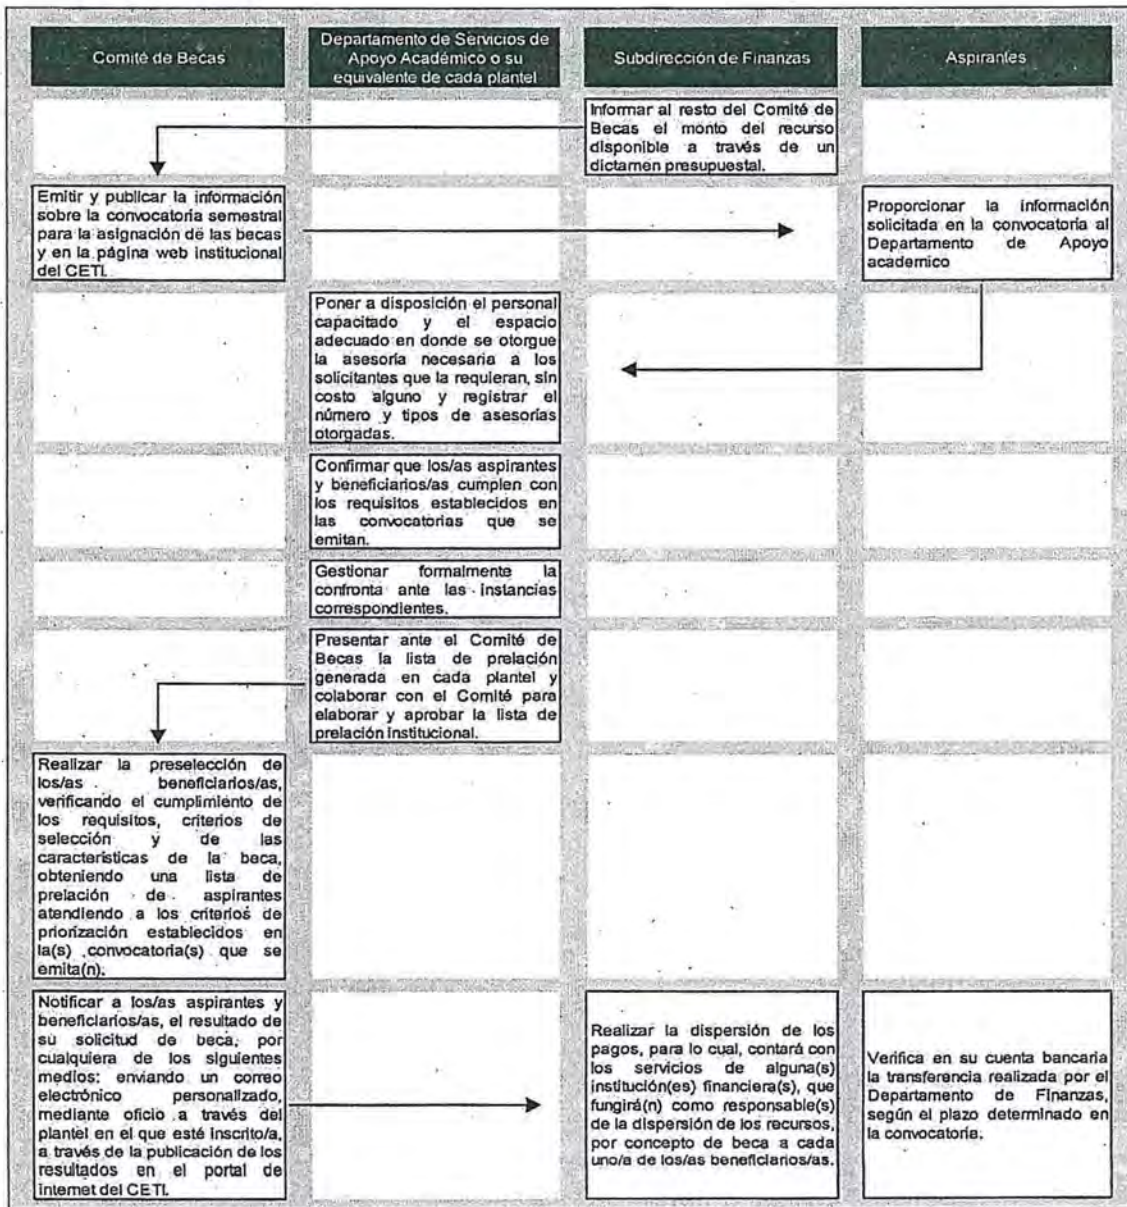 Comité de Becas
Departamento de Servicios de
Apoyo Académico o su
equivalente de cada plantel
Subdirección de Finanzas
Aspirantes
Informar al resto del Comité de
Becas el monto del recurso
disponible a través de un
dictamen presupuestal.
Emitir y publicar la información
sobre la convocatoria semestral
para la asignación de las becas
y en la página web institucional
del CETI.
Proporcionar la información
solicitada en la convocatoria al
Departamento de Apoyo
academico
Poner a disposición el personal
capacitado y el espacio
adecuado en donde se otorgue
la asesoría necesaria a los
solicitantes que la requieran, sin
costo alguno y registrar el
número y tipos de asesorías
otorgadas.
Confirmar que los/as aspirantes
y beneficiarios/as cumplen con
los requisitos establecidos en
las convocatorias que se
emitan.
Gestionar formalmente la
confronta ante las instancias
correspondientes.
Presentar ante el Comité de
Becas la lista de prelación
generada en cada plantel y
colaborar con el Comité para
elaborar y aprobar la lista de
prelación institucional.
Realizar la preselección de
los/as beneficiarios/as,
verificando el cumplimiento de
los requisitos, criterios de
selección y de las
características de la beca,
obteniendo una lista de
prelación de aspirantes
atendiendo a los criterios de
priorización establecidos en
la(s) convocatoria(s) que se
emita(n).
Notificar a los/as aspirantes y
beneficiarios/as, el resultado de
su solicitud de beca, por
cualquiera de los siguientes
medios: enviando un correo
electrónico personalizado,
mediante oficio a través del
plantel en el que esté inscrito/a,
a través de la publicación de los
resultados en el portal de
internet del CETI.
Realizar la dispersión de los
pagos, para lo cual, contará con
los servicios de alguna(s)
institución(es) financiera(s), que
fungirá(n) como responsable(s)
de la dispersión de los recursos,
por concepto de beca a cada
uno/a de los/as beneficiarios/as.
Verifica en su cuenta bancaria
la transferencia realizada por el
Departamento de Finanzas,
según el plazo determinado en
la convocatoria.